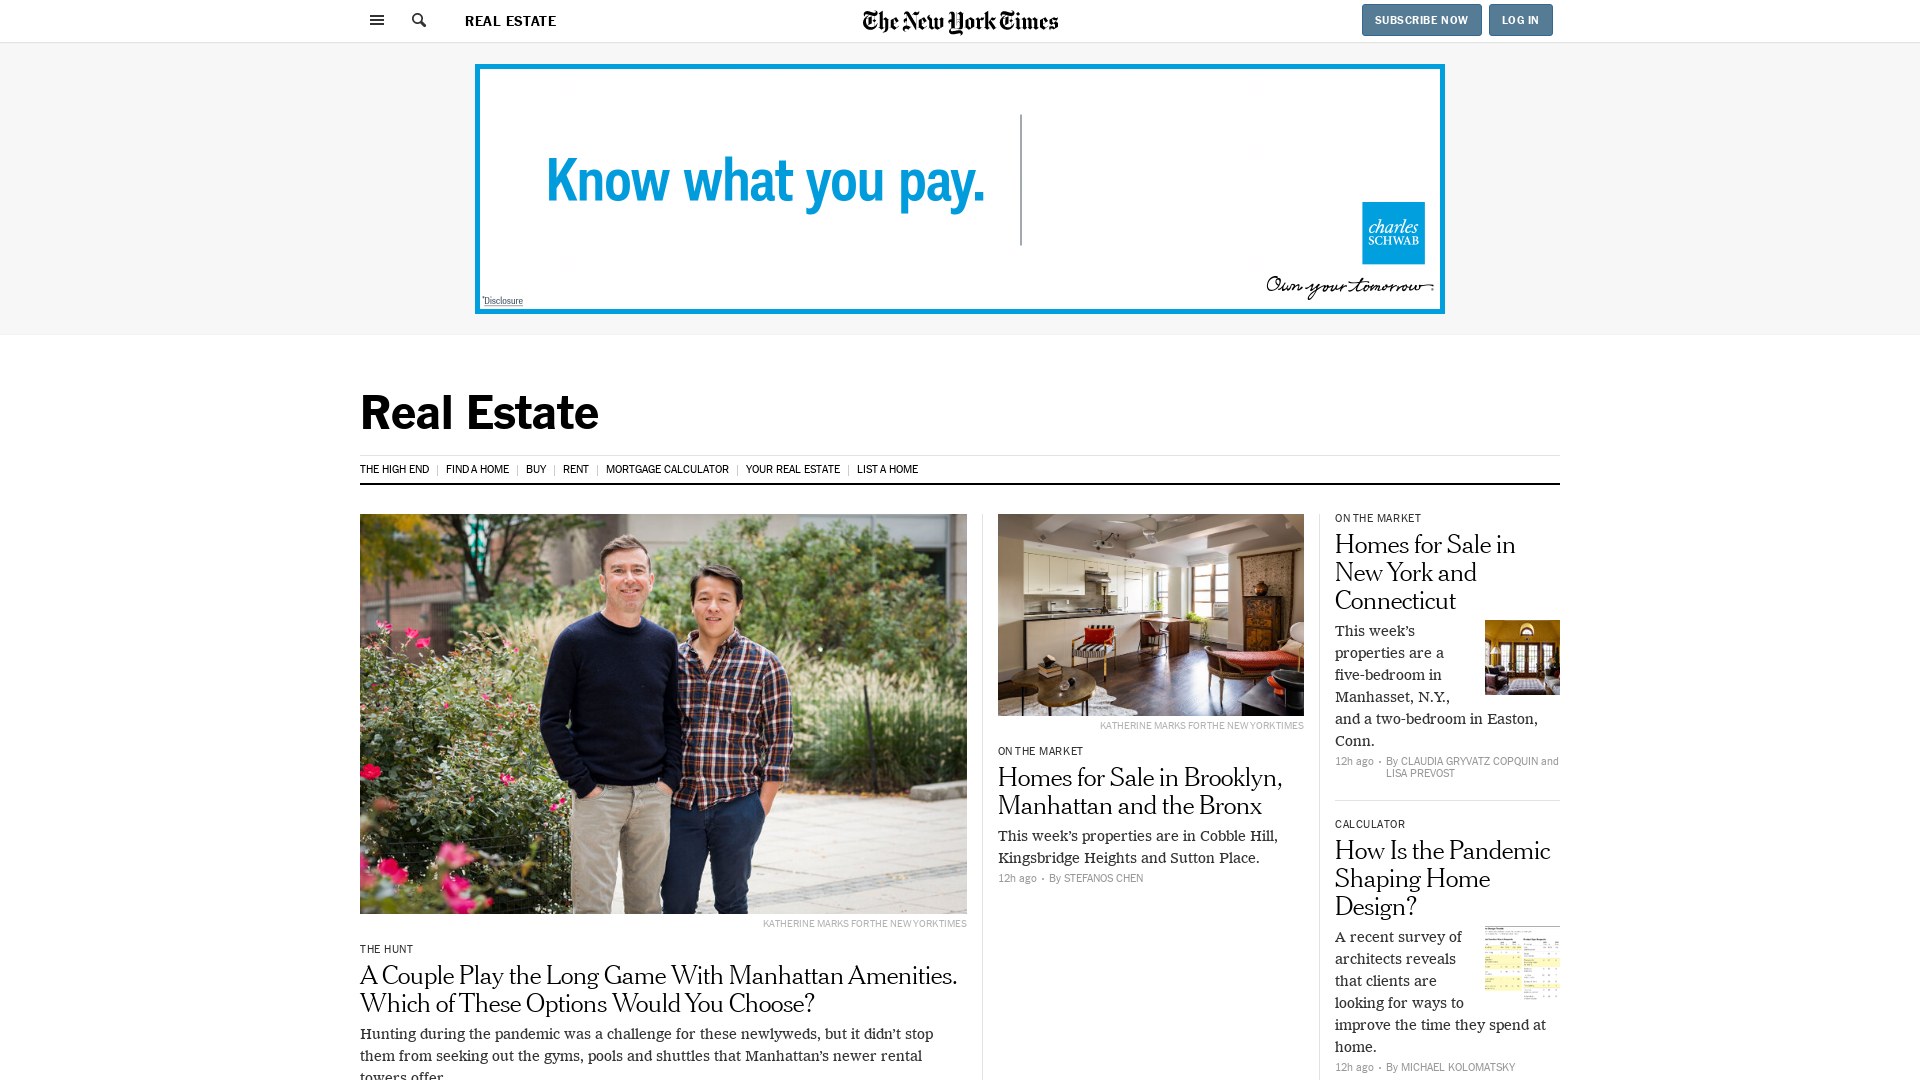 REAL ESTATE
The New York Times
SUBSCRIBE NOW
LOG IN
Know what you pay.
charles
SCHWAB
Own your tomorrow
*Disclosure
Real Estate
THE HIGH END
FIND A HOME
BUY
RENT
MORTGAGE CALCULATOR
YOUR REAL ESTATE
LIST A HOME
KATHERINE MARKS FOR THE NEW YORK TIMES
THE HUNT
A Couple Play the Long Game With Manhattan Amenities.
Which of These Options Would You Choose?
Hunting during the pandemic was a challenge for these newlyweds, but it didn’t stop
them from seeking out the gyms, pools and shuttles that Manhattan’s newer rental
towers offer.
KATHERINE MARKS FOR THE NEW YORK TIMES
ON THE MARKET
Homes for Sale in Brooklyn,
Manhattan and the Bronx
This week’s properties are in Cobble Hill,
Kingsbridge Heights and Sutton Place.
12h ago · By STEFANOS CHEN
ON THE MARKET
Homes for Sale in
New York and
Connecticut
This week’s
properties are a
five-bedroom in
Manhasset, N.Y.,
and a two-bedroom in Easton,
Conn.
12h ago · By CLAUDIA GRYVATZ COPQUIN and
LISA PREVOST
CALCULATOR
How Is the Pandemic
Shaping Home
Design?
A recent survey of
architects reveals
that clients are
looking for ways to
improve the time they spend at
home.
12h ago · By MICHAEL KOLOMATSKY